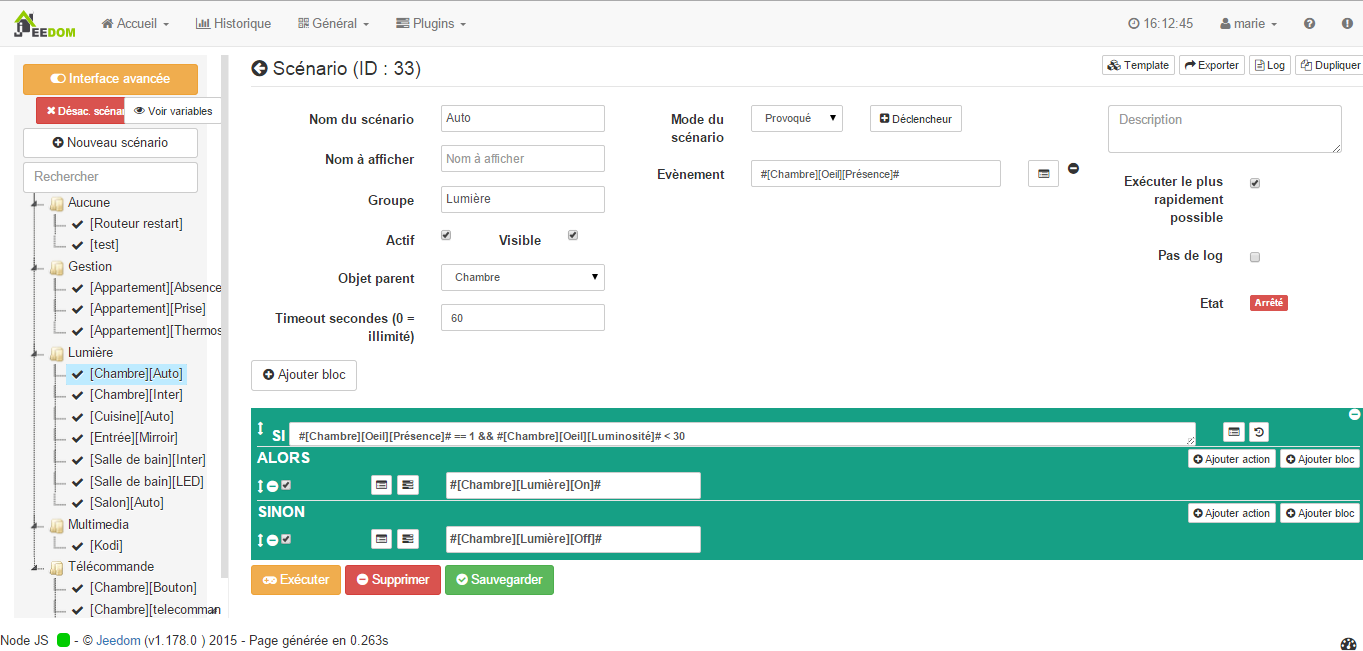 JEEDOM Accueil Historique Général Plugins 16:12:45 marie
Interface avancée
Désac. scénar Voir variables
Nouveau scénario
Rechercher
Aucune
[Routeur restart]
[test]
Gestion
[Appartement][Absence
[Appartement][Prise]
[Appartement][Thermos
Lumière
[Chambre][Auto]
[Chambre][Inter]
[Cuisine][Auto]
[Entrée][Mirroir]
[Salle de bain][Inter]
[Salle de bain][LED]
[Salon][Auto]
Multimedia
[Kodi]
Télécommande
[Chambre][Bouton]
[Chambre][telecomman
Scénario (ID : 33)
Template Exporter Log Dupliquer
Nom du scénario Auto
Nom à afficher Nom à afficher
Groupe Lumière
Actif Visible
Objet parent Chambre
Timeout secondes (0 =
illimité) 60
Mode du
scénario Provoqué Déclencheur
Evènement #[Chambre][Oeil][Présence]#
Description
Exécuter le plus
rapidement
possible
Pas de log
Etat Arrêté
Ajouter bloc
SI #[Chambre][Oeil][Présence]# == 1 && #[Chambre][Oeil][Luminosité]# < 30
ALORS Ajouter action Ajouter bloc
#[Chambre][Lumière][On]#
SINON Ajouter action Ajouter bloc
#[Chambre][Lumière][Off]#
Exécuter Supprimer Sauvegarder
Node JS - © Jeedom (v1.178.0 ) 2015 - Page générée en 0.263s